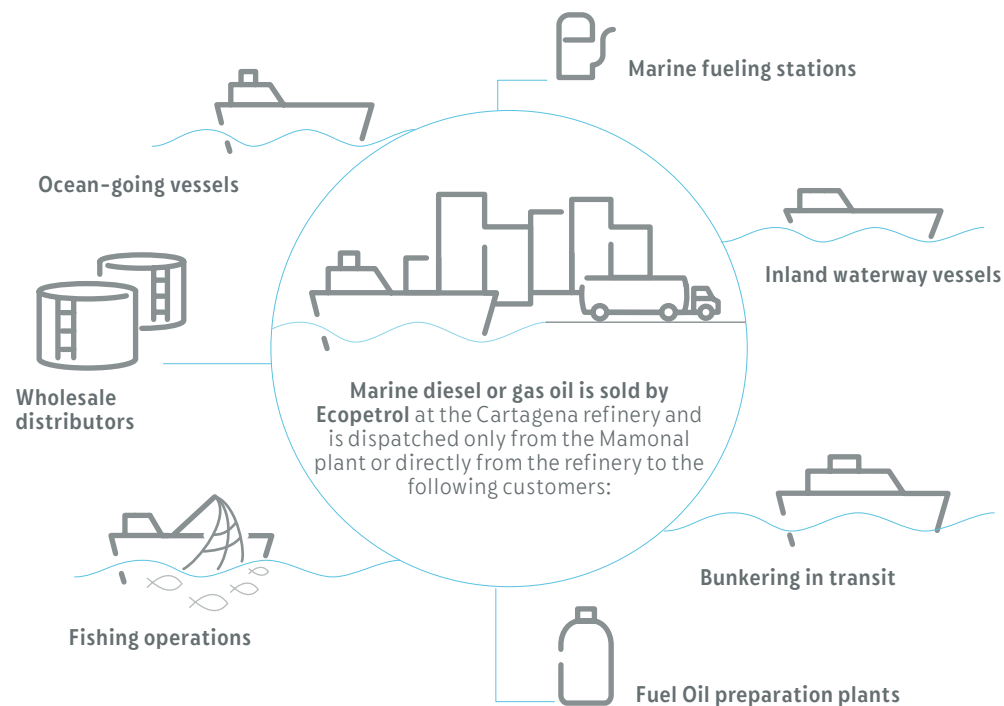 Marine fueling stations
Ocean-going vessels
Inland waterway vessels
Wholesale
distributors
Marine diesel or gas oil is sold by
Ecopetrol at the Cartagena refinery and
is dispatched only from the Mamonal
plant or directly from the refinery to the
following customers:
Bunkering in transit
Fishing operations
Fuel Oil preparation plants